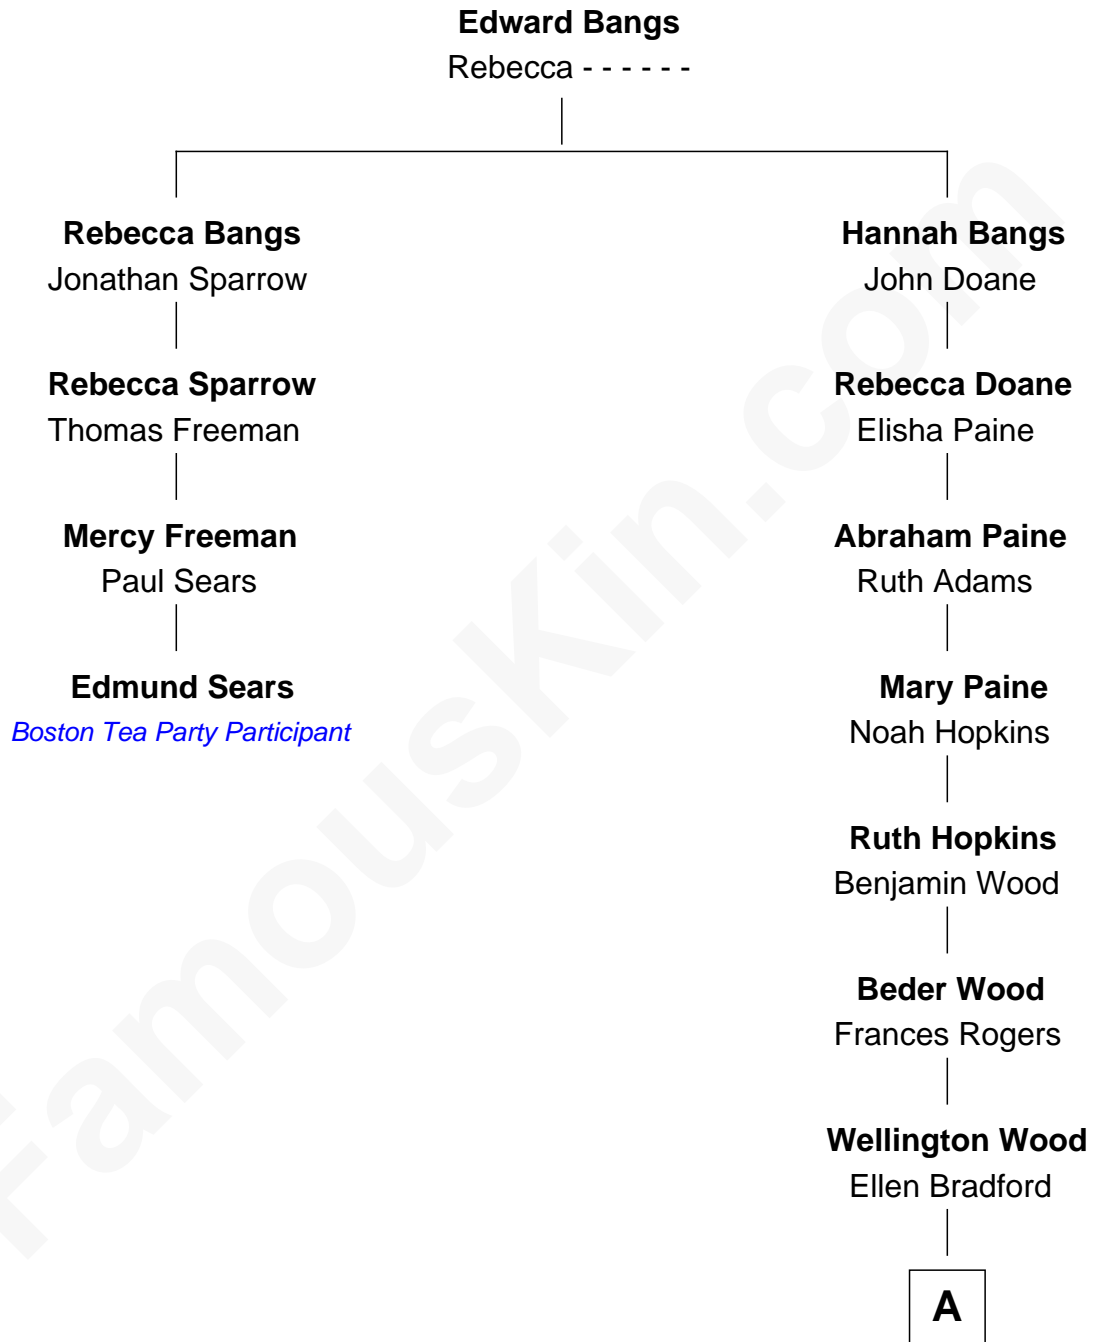 Edward Bangs
Rebecca - - - - - -
Rebecca Bangs
Jonathan Sparrow
Hannah Bangs
John Doane
Rebecca Sparrow
Thomas Freeman
Rebecca Doane
Elisha Paine
Mercy Freeman
Paul Sears
Abraham Paine
Ruth Adams
Edmund Sears
Boston Tea Party Participant
Mary Paine
Noah Hopkins
Ruth Hopkins
Benjamin Wood
Beder Wood
Frances Rogers
Wellington Wood
Ellen Bradford
A
FamousKin.com